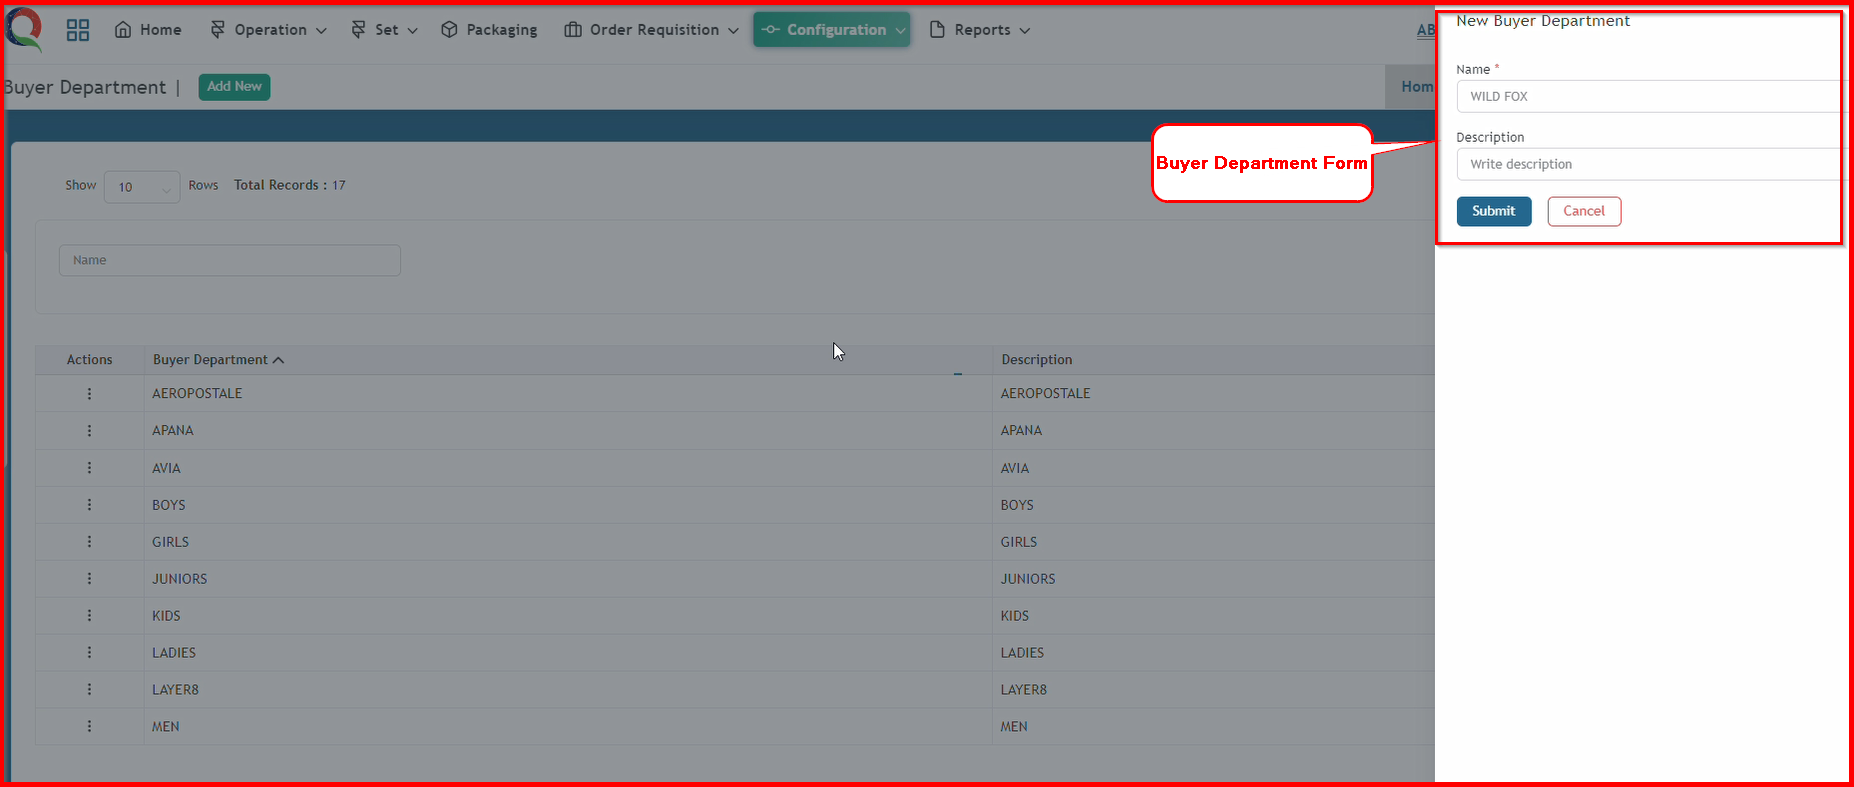 Home Operation Set Packaging Order Requisition Configuration Reports AB
Buyer Department | Add New
Hom
Show 10 Rows Total Records : 17
Name
Actions Buyer Department Description
AEROPOSTALE AEROPOSTALE
APANA APANA
AVIA AVIA
BOYS BOYS
GIRLS GIRLS
JUNIORS JUNIORS
KIDS KIDS
LADIES LADIES
LAYER8 LAYER8
MEN MEN
Buyer Department Form
New Buyer Department
Name *
WILD FOX
Description
Write description
Submit Cancel